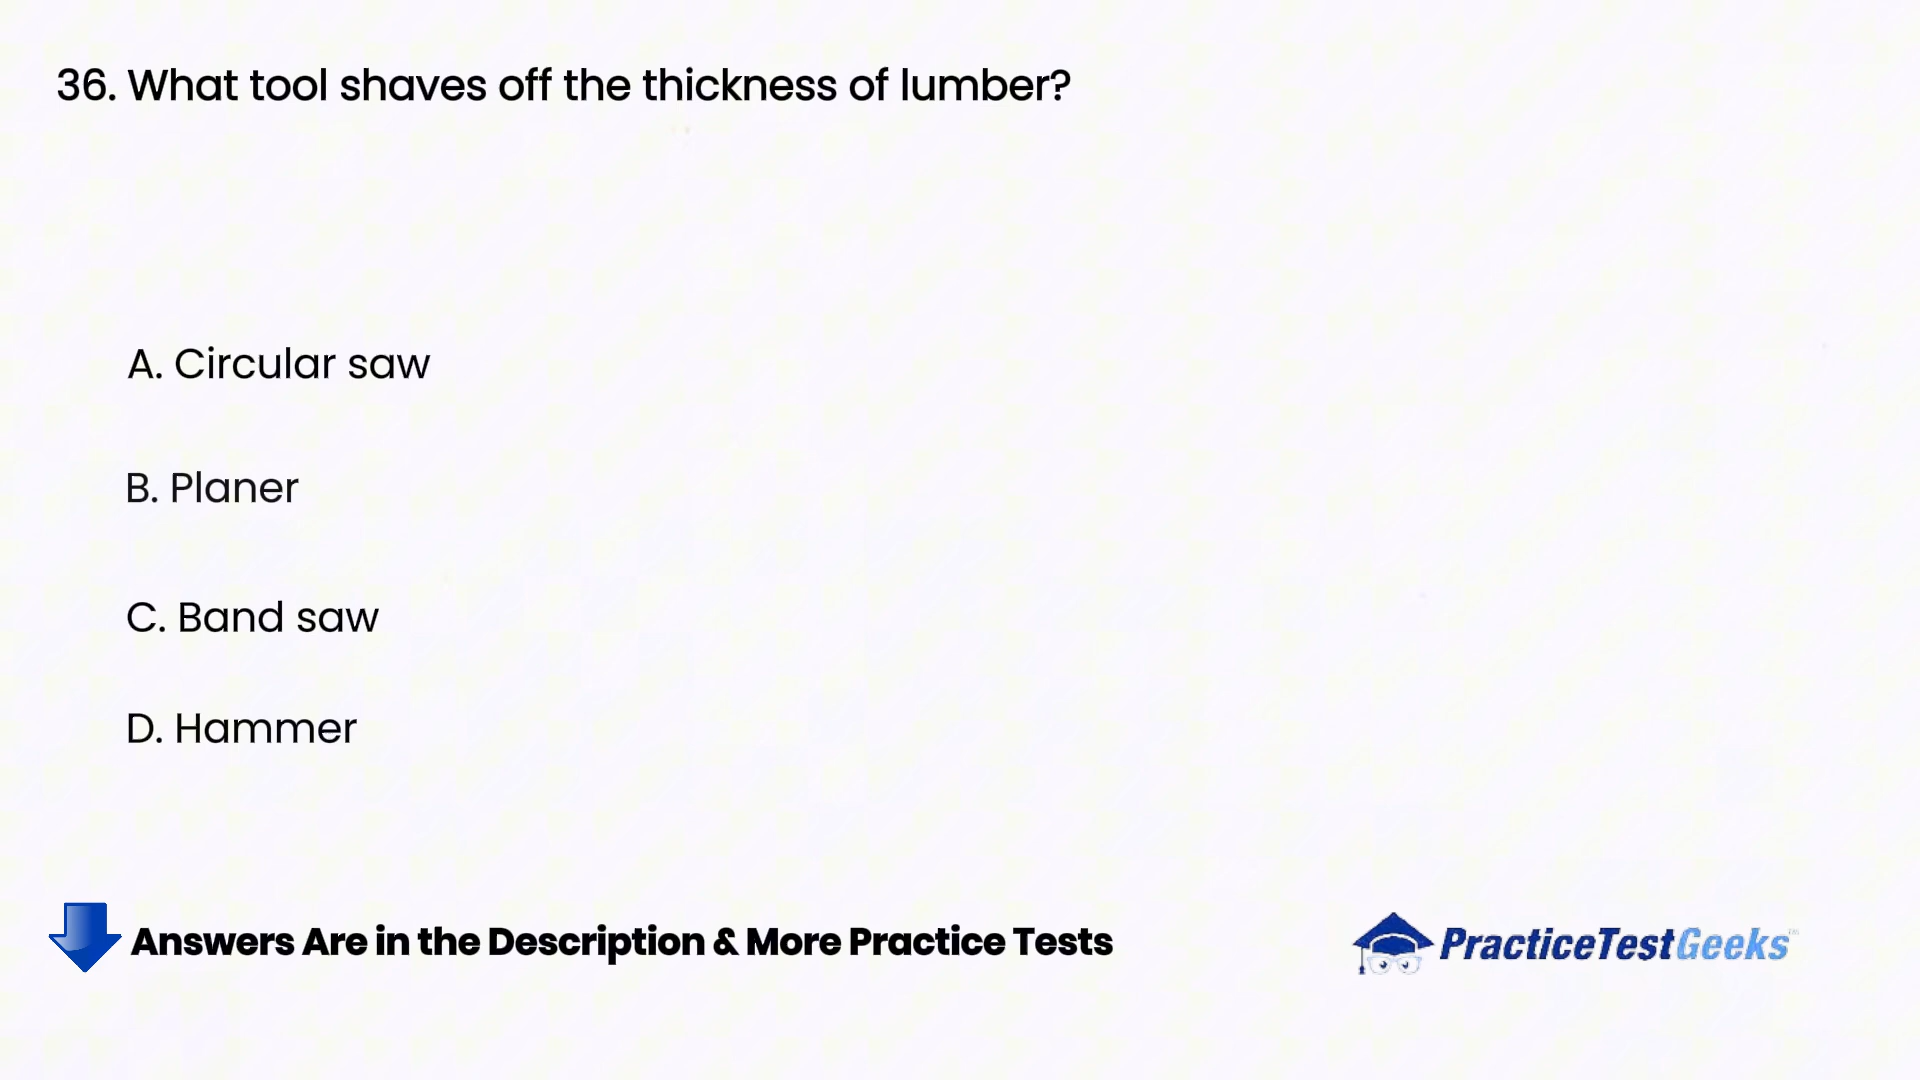 36. What tool shaves off the thickness of lumber?
A. Circular saw
B. Planer
C. Band saw
D. Hammer
Answers Are in the Description & More Practice Tests
PracticeTestGeeks